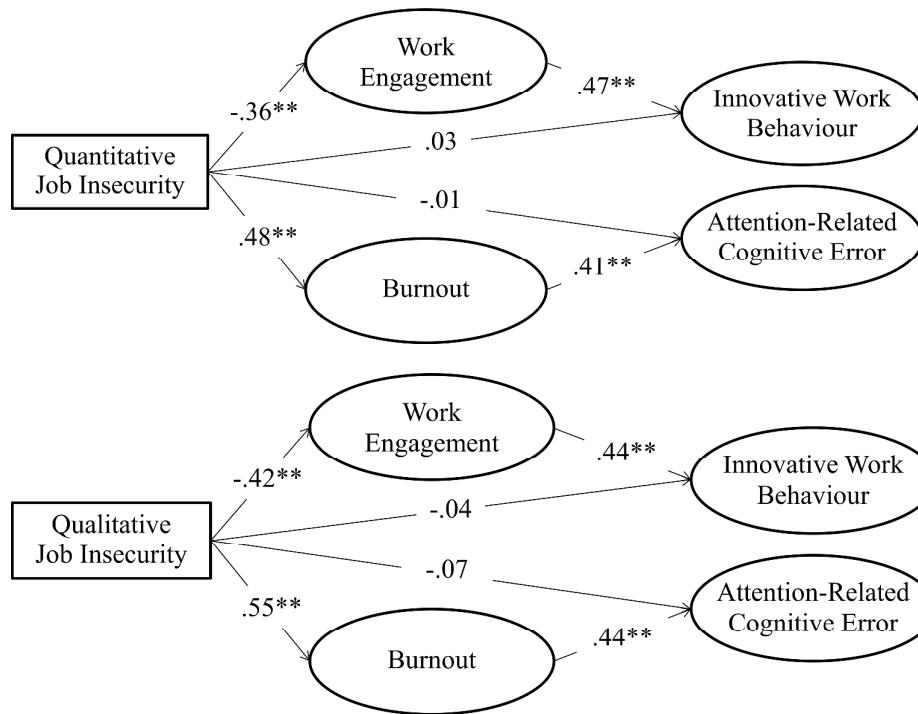 Work
Engagement
-.36**
.47**
Innovative Work
Behaviour
.03
Quantitative
Job Insecurity
-.01
.48**
Attention-Related
Cognitive Error
.41**
Burnout
Work
Engagement
-.42**
.44**
Innovative Work
Behaviour
-.04
Qualitative
Job Insecurity
-.07
.55**
Attention-Related
Cognitive Error
.44**
Burnout